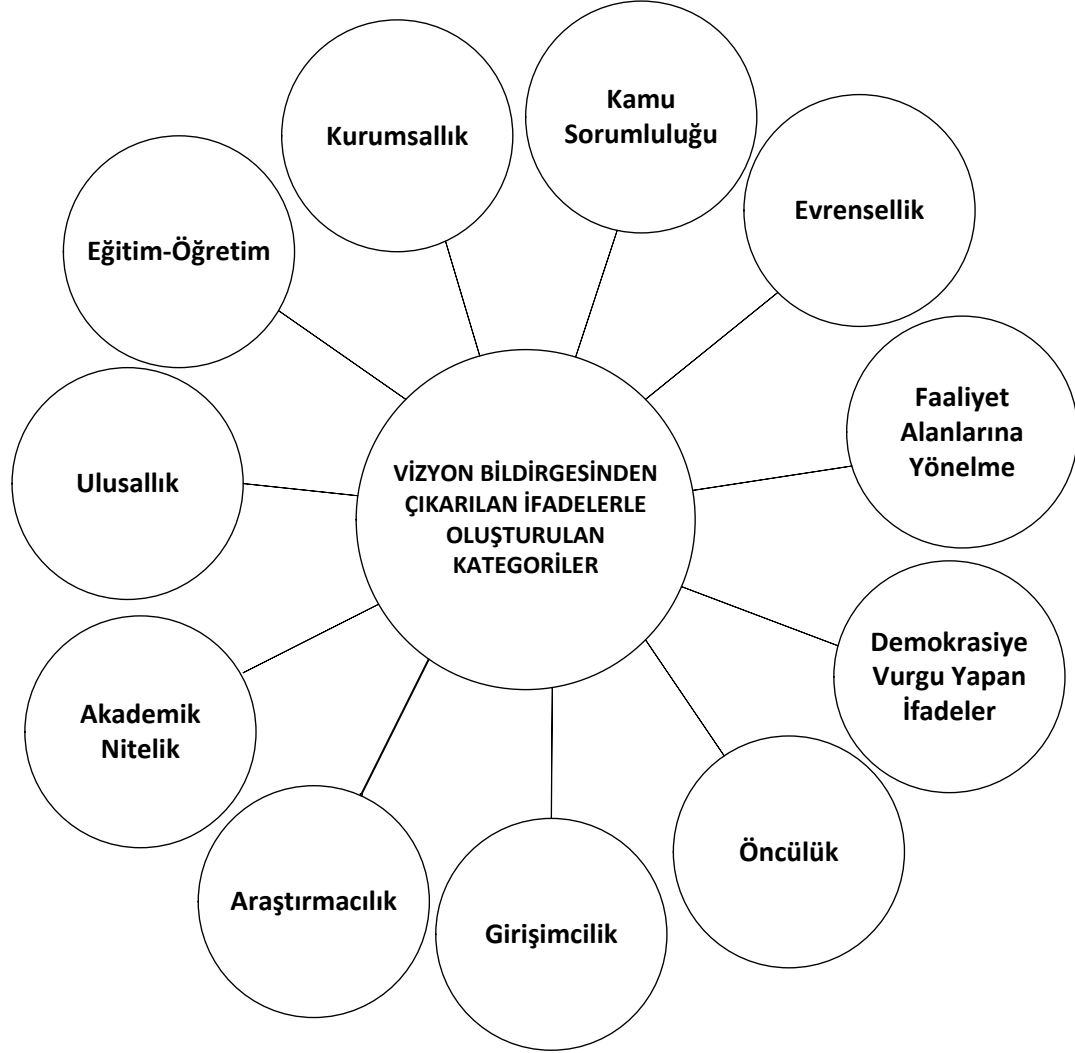 Kamu
Sorumluluğu
Kurumsallık
Evrensellik
Eğitim-Öğretim
Faaliyet
Alanlarına
Yönelme
Ulusallık
VİZYON BİLDİRGESİNDEN
ÇIKARILAN İFADELERLE
OLUŞTURULAN
KATEGORİLER
Demokrasiye
Vurgu Yapan
İfadeler
Akademik
Nitelik
Öncülük
Araştırmacılık
Girişimcilik